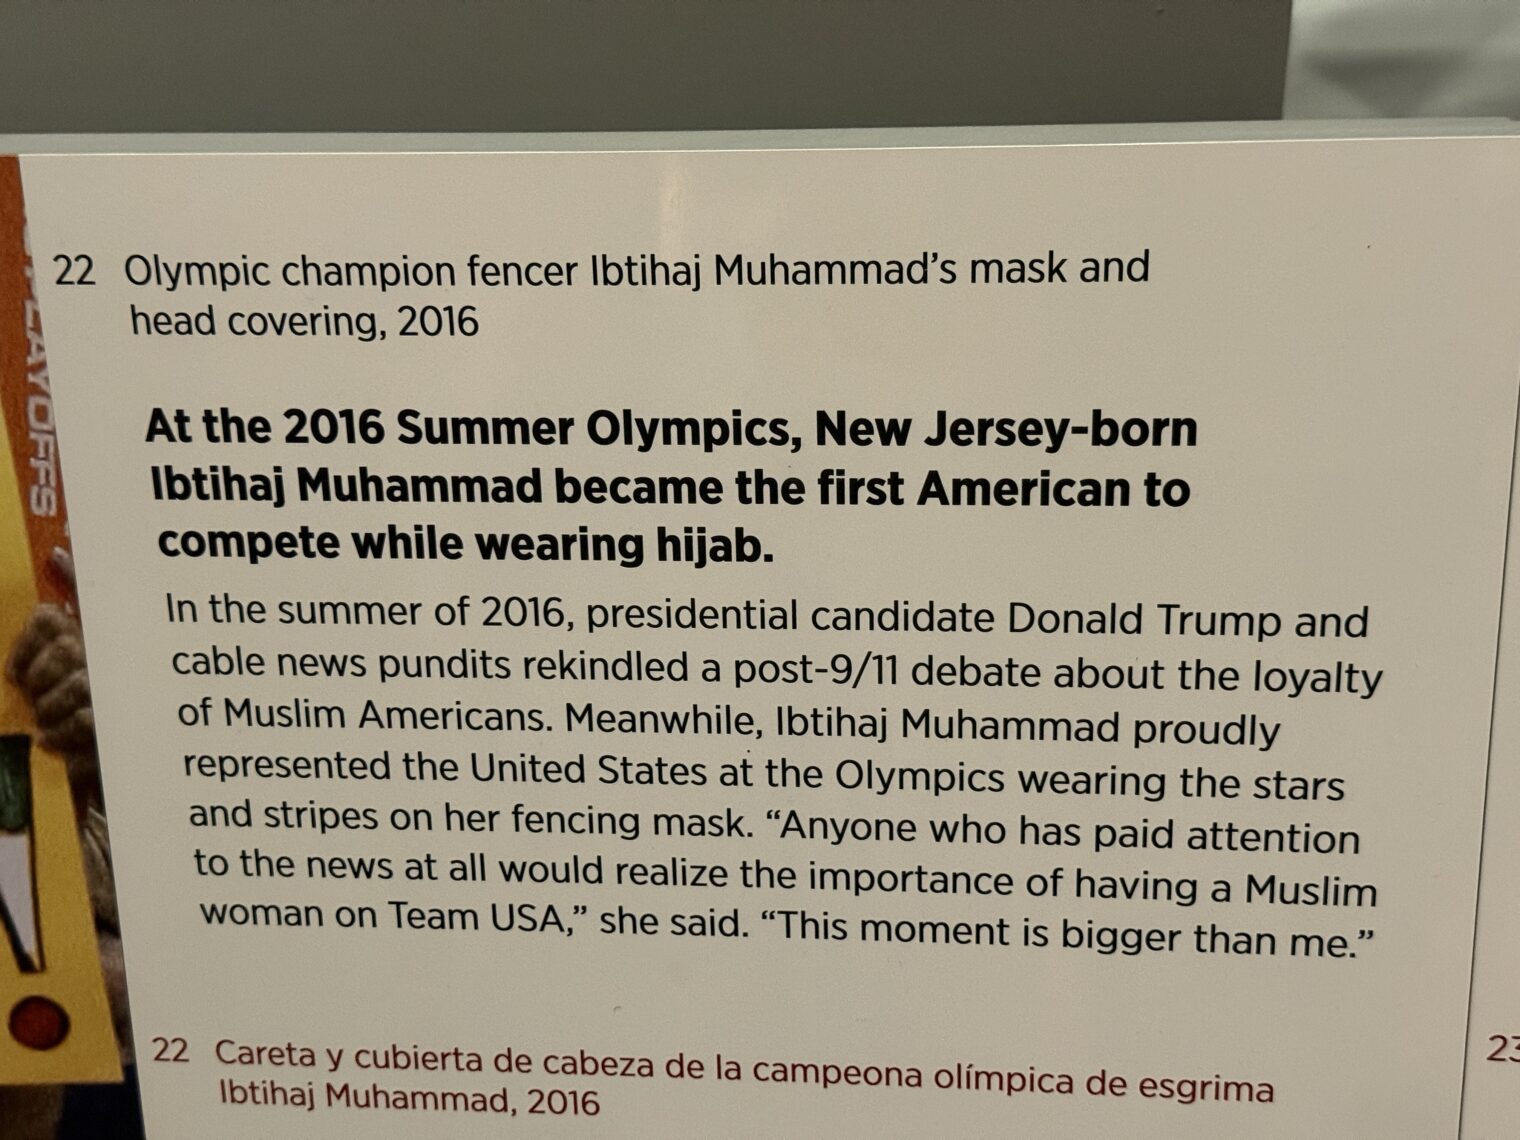 22 Olympic champion fencer Ibtihaj Muhammad’s mask and
head covering, 2016
At the 2016 Summer Olympics, New Jersey-born
Ibtihaj Muhammad became the first American to
compete while wearing hijab.
In the summer of 2016, presidential candidate Donald Trump and
cable news pundits rekindled a post-9/11 debate about the loyalty
of Muslim Americans. Meanwhile, Ibtihaj Muhammad proudly
represented the United States at the Olympics wearing the stars
and stripes on her fencing mask. “Anyone who has paid attention
to the news at all would realize the importance of having a Muslim
woman on Team USA,” she said. “This moment is bigger than me.”
22 Careta y cubierta de cabeza de la campeona olímpica de esgrima
Ibtihaj Muhammad, 2016
23
PLAYOFFS